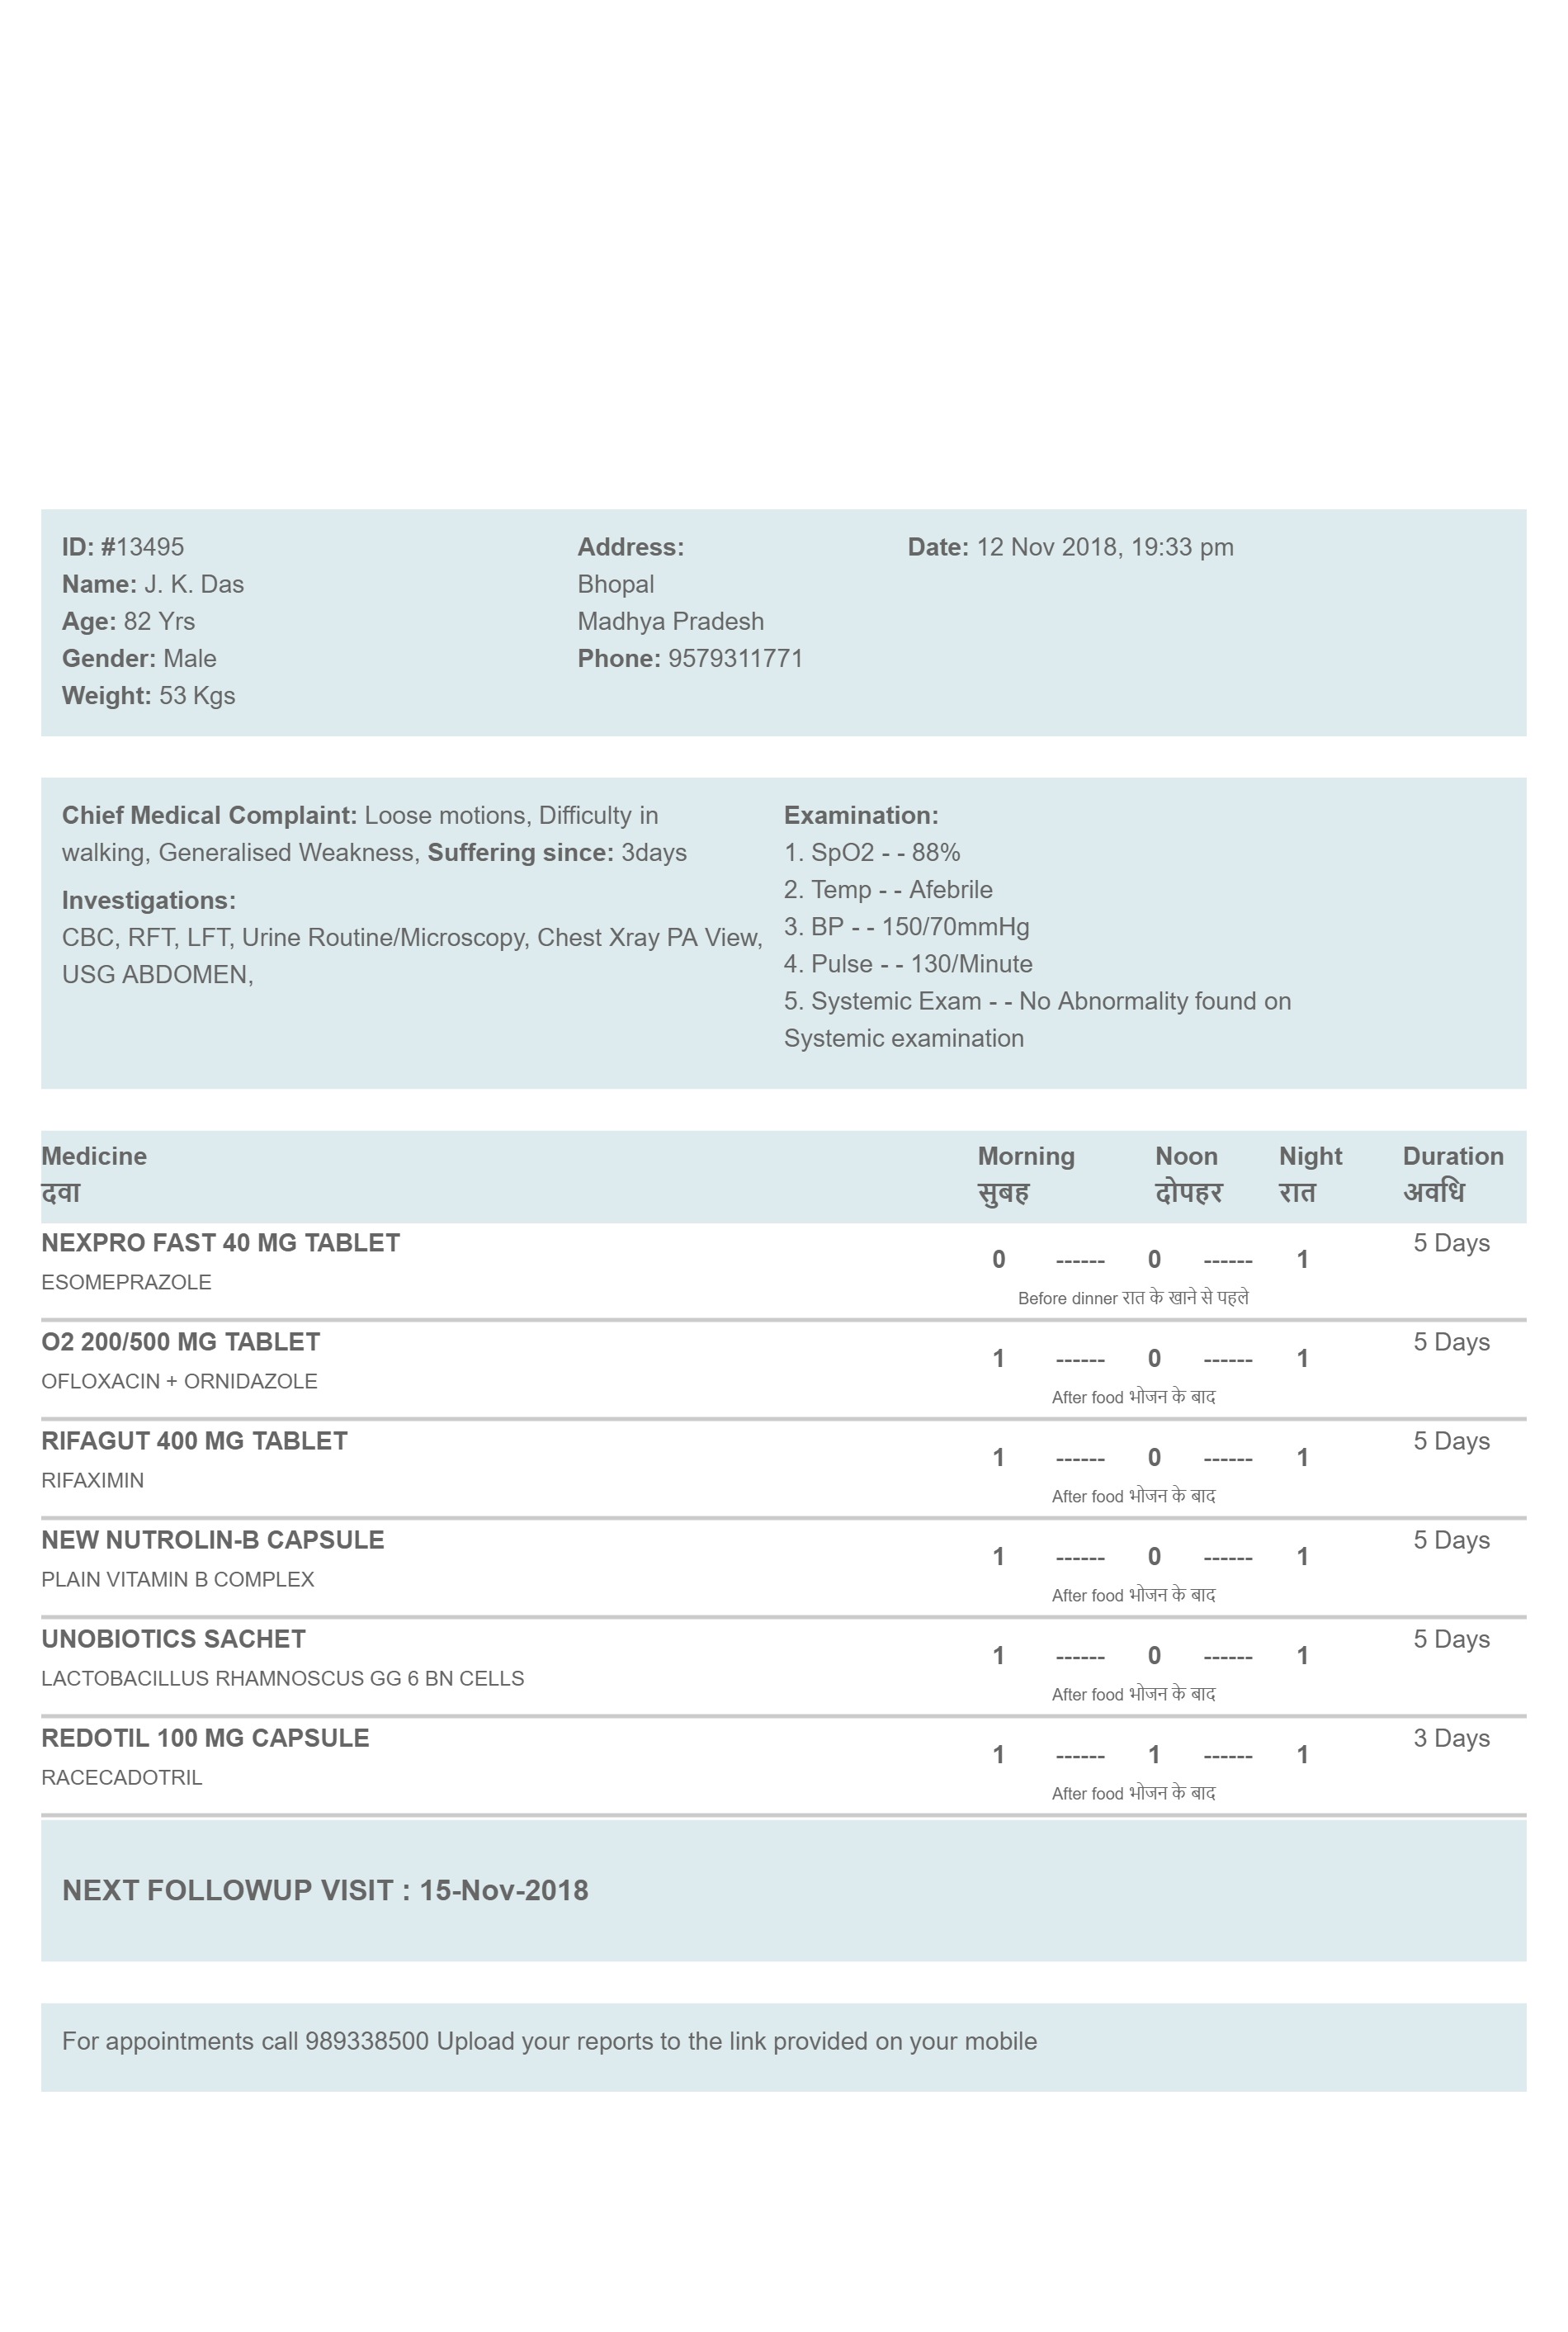 ID: #13495
Name: J. K. Das
Age: 82 Yrs
Gender: Male
Weight: 53 Kgs
Address:
Bhopal
Madhya Pradesh
Phone: 9579311771
Date: 12 Nov 2018, 19:33 pm
Chief Medical Complaint: Loose motions, Difficulty in
walking, Generalised Weakness, Suffering since: 3days
Investigations:
CBC, RFT, LFT, Urine Routine/Microscopy, Chest Xray PA View,
USG ABDOMEN,
Examination:
1. SpO2 - - 88%
2. Temp - - Afebrile
3. BP - - 150/70mmHg
4. Pulse - - 130/Minute
5. Systemic Exam - - No Abnormality found on
Systemic examination
Medicine Morning Noon Night Duration
दवा सुबह दोपहर रात अवधि
NEXPRO FAST 40 MG TABLET 5 Days
0 ------ 0 ------ 1
ESOMEPRAZOLE
Before dinner रात के खाने से पहले
O2 200/500 MG TABLET 5 Days
1 ------ 0 ------ 1
OFLOXACIN + ORNIDAZOLE
After food भोजन के बाद
RIFAGUT 400 MG TABLET 5 Days
1 ------ 0 ------ 1
RIFAXIMIN
After food भोजन के बाद
NEW NUTROLIN-B CAPSULE 5 Days
1 ------ 0 ------ 1
PLAIN VITAMIN B COMPLEX
After food भोजन के बाद
UNOBIOTICS SACHET 5 Days
1 ------ 0 ------ 1
LACTOBACILLUS RHAMNOSCUS GG 6 BN CELLS
After food भोजन के बाद
REDOTIL 100 MG CAPSULE 3 Days
1 ------ 1 ------ 1
RACECADOTRIL
After food भोजन के बाद
NEXT FOLLOWUP VISIT : 15-Nov-2018
For appointments call 989338500 Upload your reports to the link provided on your mobile